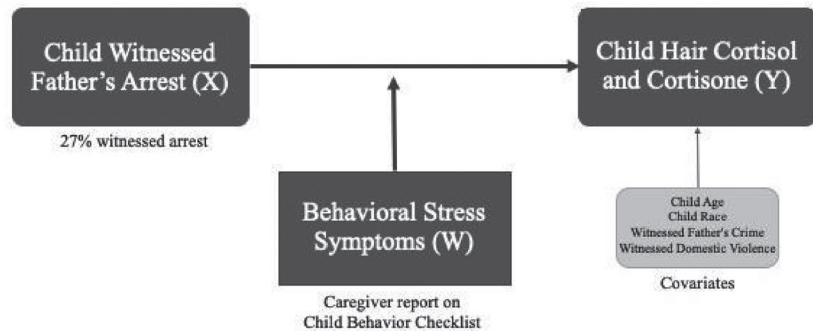 Child Witnessed
Father's Arrest (X)
27% witnessed arrest
Child Hair Cortisol
and Cortisone (Y)
Behavioral Stress
Symptoms (W)
Caregiver report on
Child Behavior Checklist
Child Age
Child Race
Witnessed Father's Crime
Witnessed Domestic Violence
Covariates